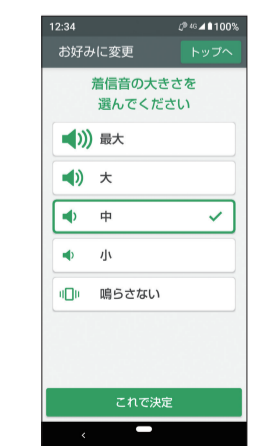 12:34
4G 100%
お好みに変更
トップへ
着信音の大きさを
選んでください
最大
大
中
小
鳴らさない
これで決定